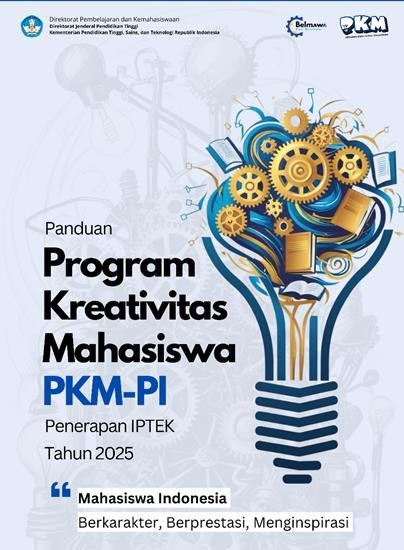 Direktorat Pembelajaran dan Kemahasiswaan
Direktorat Jenderal Pendidikan Tinggi
Kementerian Pendidikan Tinggi, Sains, dan Teknologi Republik Indonesia
Belmawa
PKM
Panduan
Program
Kreativitas
Mahasiswa
PKM-PI
Penerapan IPTEK
Tahun 2025
“ Mahasiswa Indonesia
Berkarakter, Berprestasi, Menginspirasi